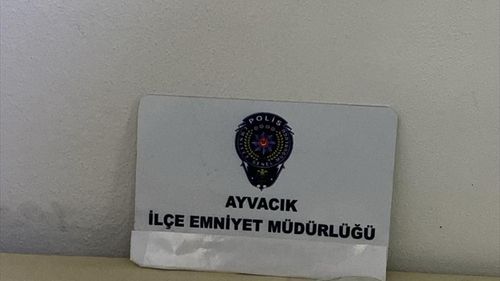 POLİS
AYVACIK
İLÇE EMNİYET MÜDÜRLÜĞÜ